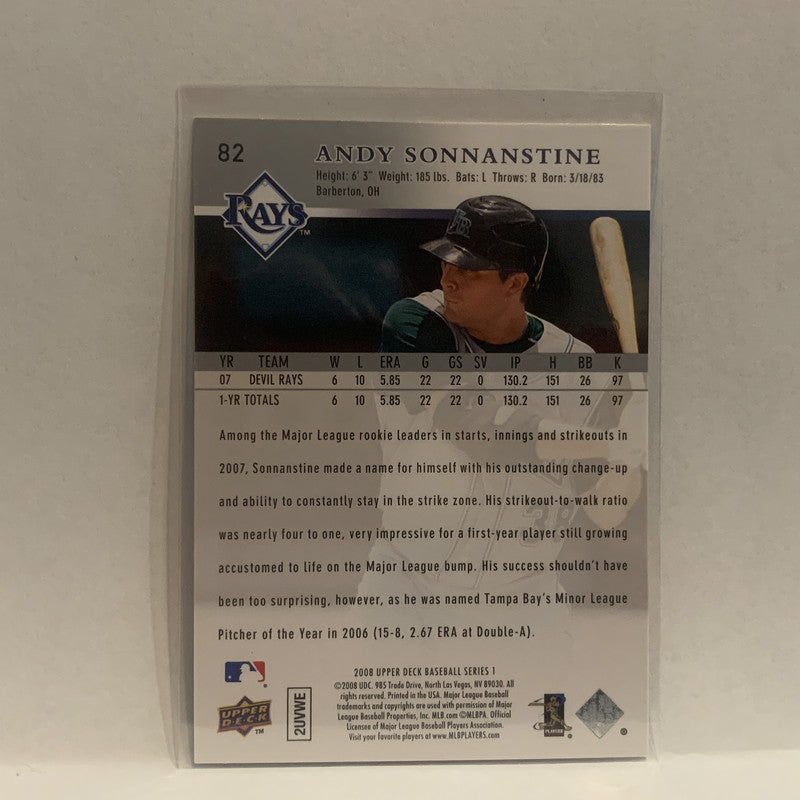 82
ANDY SONNANSTINE
Height: 6' 3" Weight: 185 lbs. Bats: L Throws: R Born: 3/18/83
Barberton, OH
RAYS
TM
TB
YR TEAM W L ERA G GS SV IP H BB K
07 DEVIL RAYS 6 10 5.85 22 22 0 130.2 151 26 97
1-YR TOTALS 6 10 5.85 22 22 0 130.2 151 26 97
Among the Major League rookie leaders in starts, innings and strikeouts in
2007, Sonnanstine made a name for himself with his outstanding change-up
and ability to constantly stay in the strike zone. His strikeout-to-walk ratio
was nearly four to one, very impressive for a first-year player still growing
accustomed to life on the Major League bump. His success shouldn't have
been too surprising, however, as he was named Tampa Bay's Minor League
Pitcher of the Year in 2006 (15-8, 2.67 ERA at Double-A).
2008 UPPER DECK BASEBALL SERIES 1
©2008 UDC. 985 Trade Drive, North Las Vegas, NV 89030. All
rights reserved. Printed in the USA. Major League Baseball
trademarks and copyrights are used with permission of Major
League Baseball Properties, Inc. MLB.com ©MLBPA. Official
Licensee of Major League Baseball Players Association.
Visit your favorite players at www.MLBPLAYERS.com.
UPPER
DECK
TM
2UVWE
PLAYERS